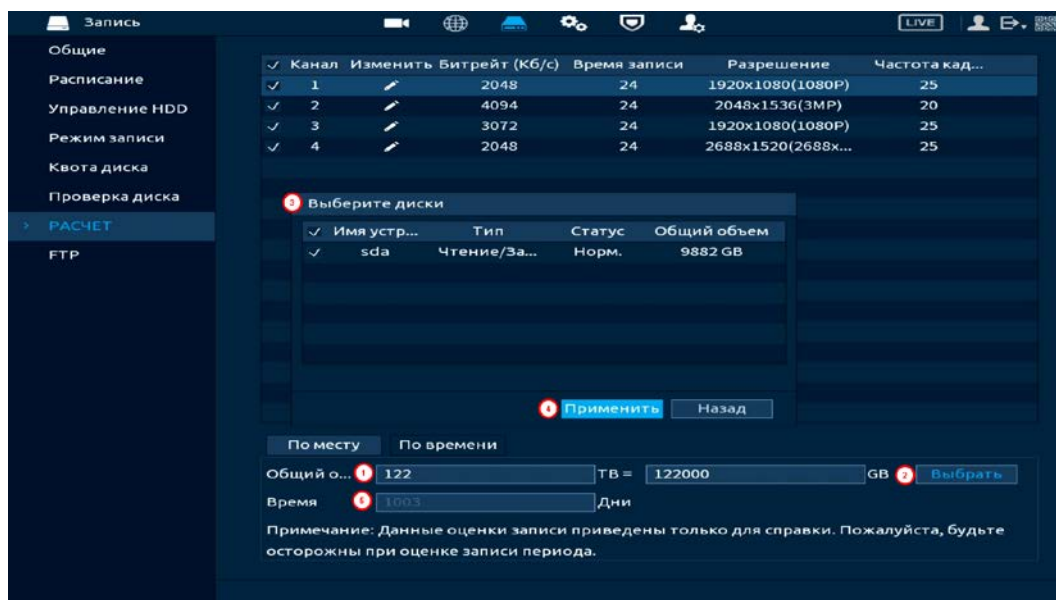 Запись
LIVE
Общие
Расписание
Управление HDD
Режим записи
Квота диска
Проверка диска
РАСЧЕТ
FTP
Канал Изменить Битрейт (Кб/с) Время записи Разрешение Частота кад...
1 2048 24 1920x1080(1080P) 25
2 4094 24 2048x1536(3MP) 20
3 3072 24 1920x1080(1080P) 25
4 2048 24 2688x1520(2688x... 25
3 Выберите диски
Имя устр... Тип Статус Общий объем
sda Чтение/За... Норм. 9882 GB
4 Применить Назад
По месту По времени
Общий о... 1 122 TB = 122000 GB 2 Выбрать
Время 5 1003 Дни
Примечание: Данные оценки записи приведены только для справки. Пожалуйста, будьте
осторожны при оценке записи периода.